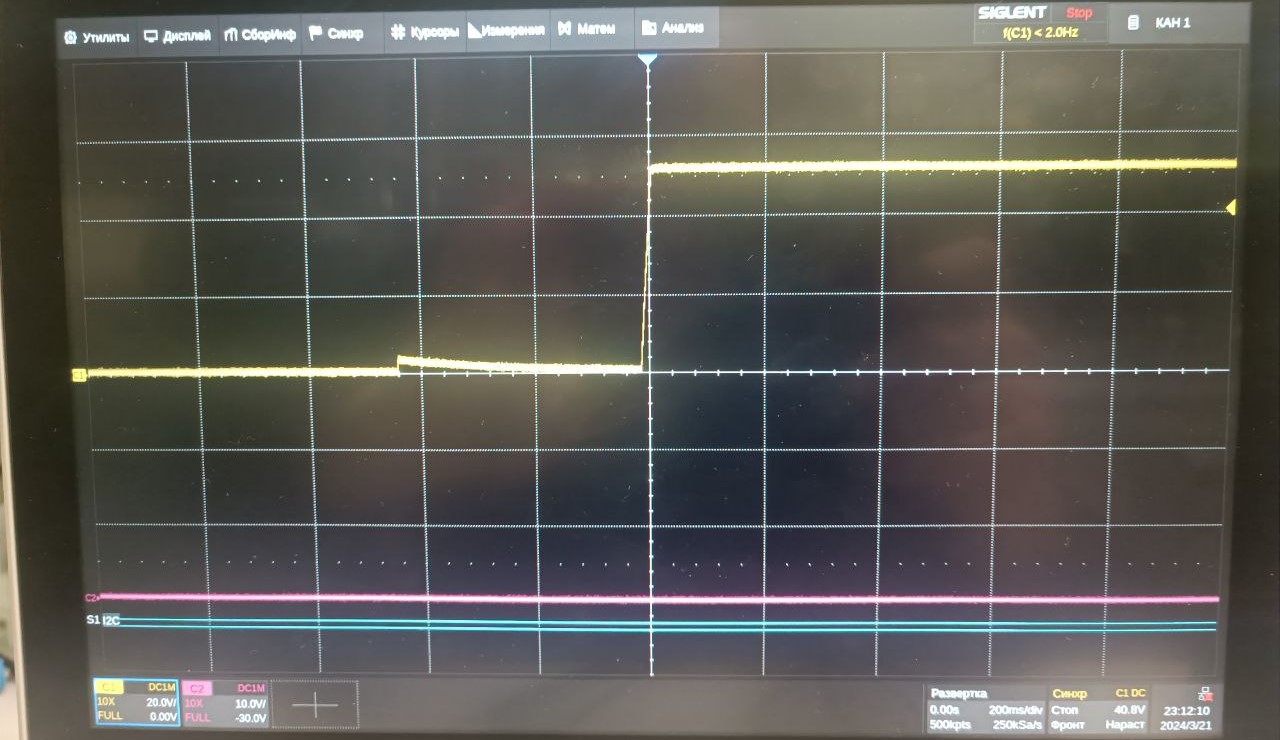 Утилиты Дисплей СборИнф Синхр Курсоры Измерения Матем Анализ
SIGLENT Stop
f(C1) < 2.0Hz
КАН 1
C1
C2
S1 I2C
C1 DC1M
10X 20.0V/
FULL 0.00V
C2 DC1M
10X 10.0V/
FULL -30.0V
Развертка
0.00s 200ms/div
500kpts 250kSa/s
Синхр C1 DC
Стоп 40.8V
Фронт Нараст
23:12:10
2024/3/21